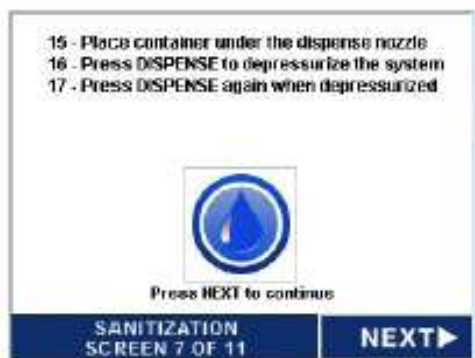 15 - Place container under the dispense nozzle
16 - Press DISPENSE to depressurize the system
17 - Press DISPENSE again when depressurized
Press NEXT to continue
SANITIZATION
SCREEN 7 OF 11
NEXT▶